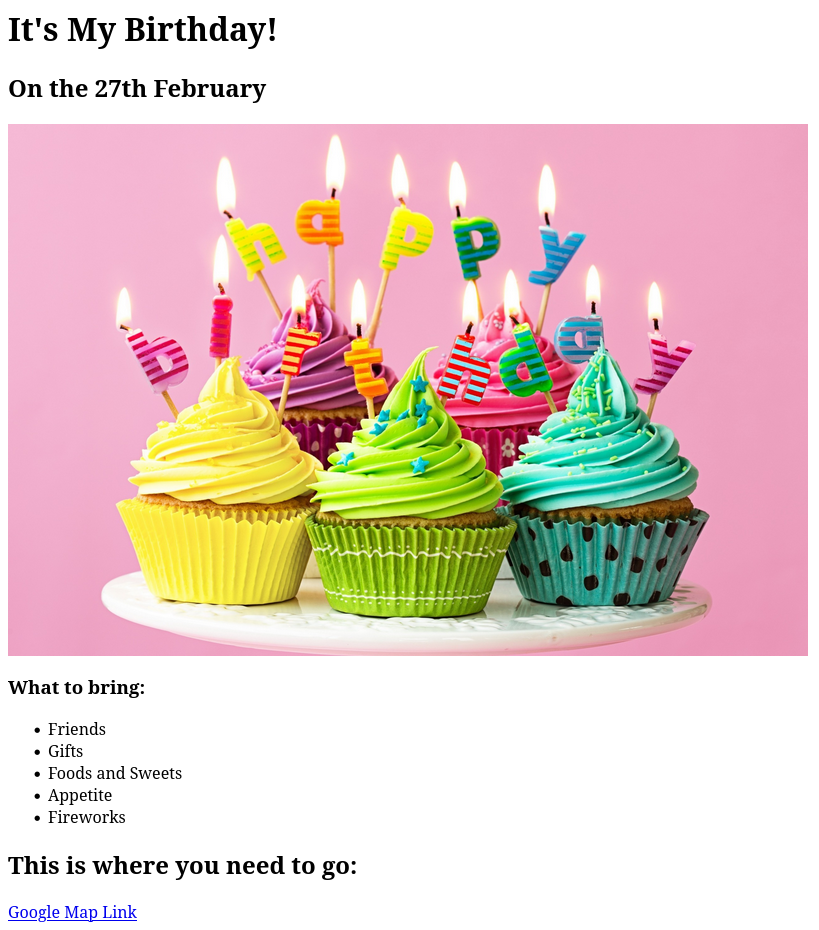 It's My Birthday!
On the 27th February
happy
birthday
What to bring:
Friends
Gifts
Foods and Sweets
Appetite
Fireworks
This is where you need to go:
Google Map Link